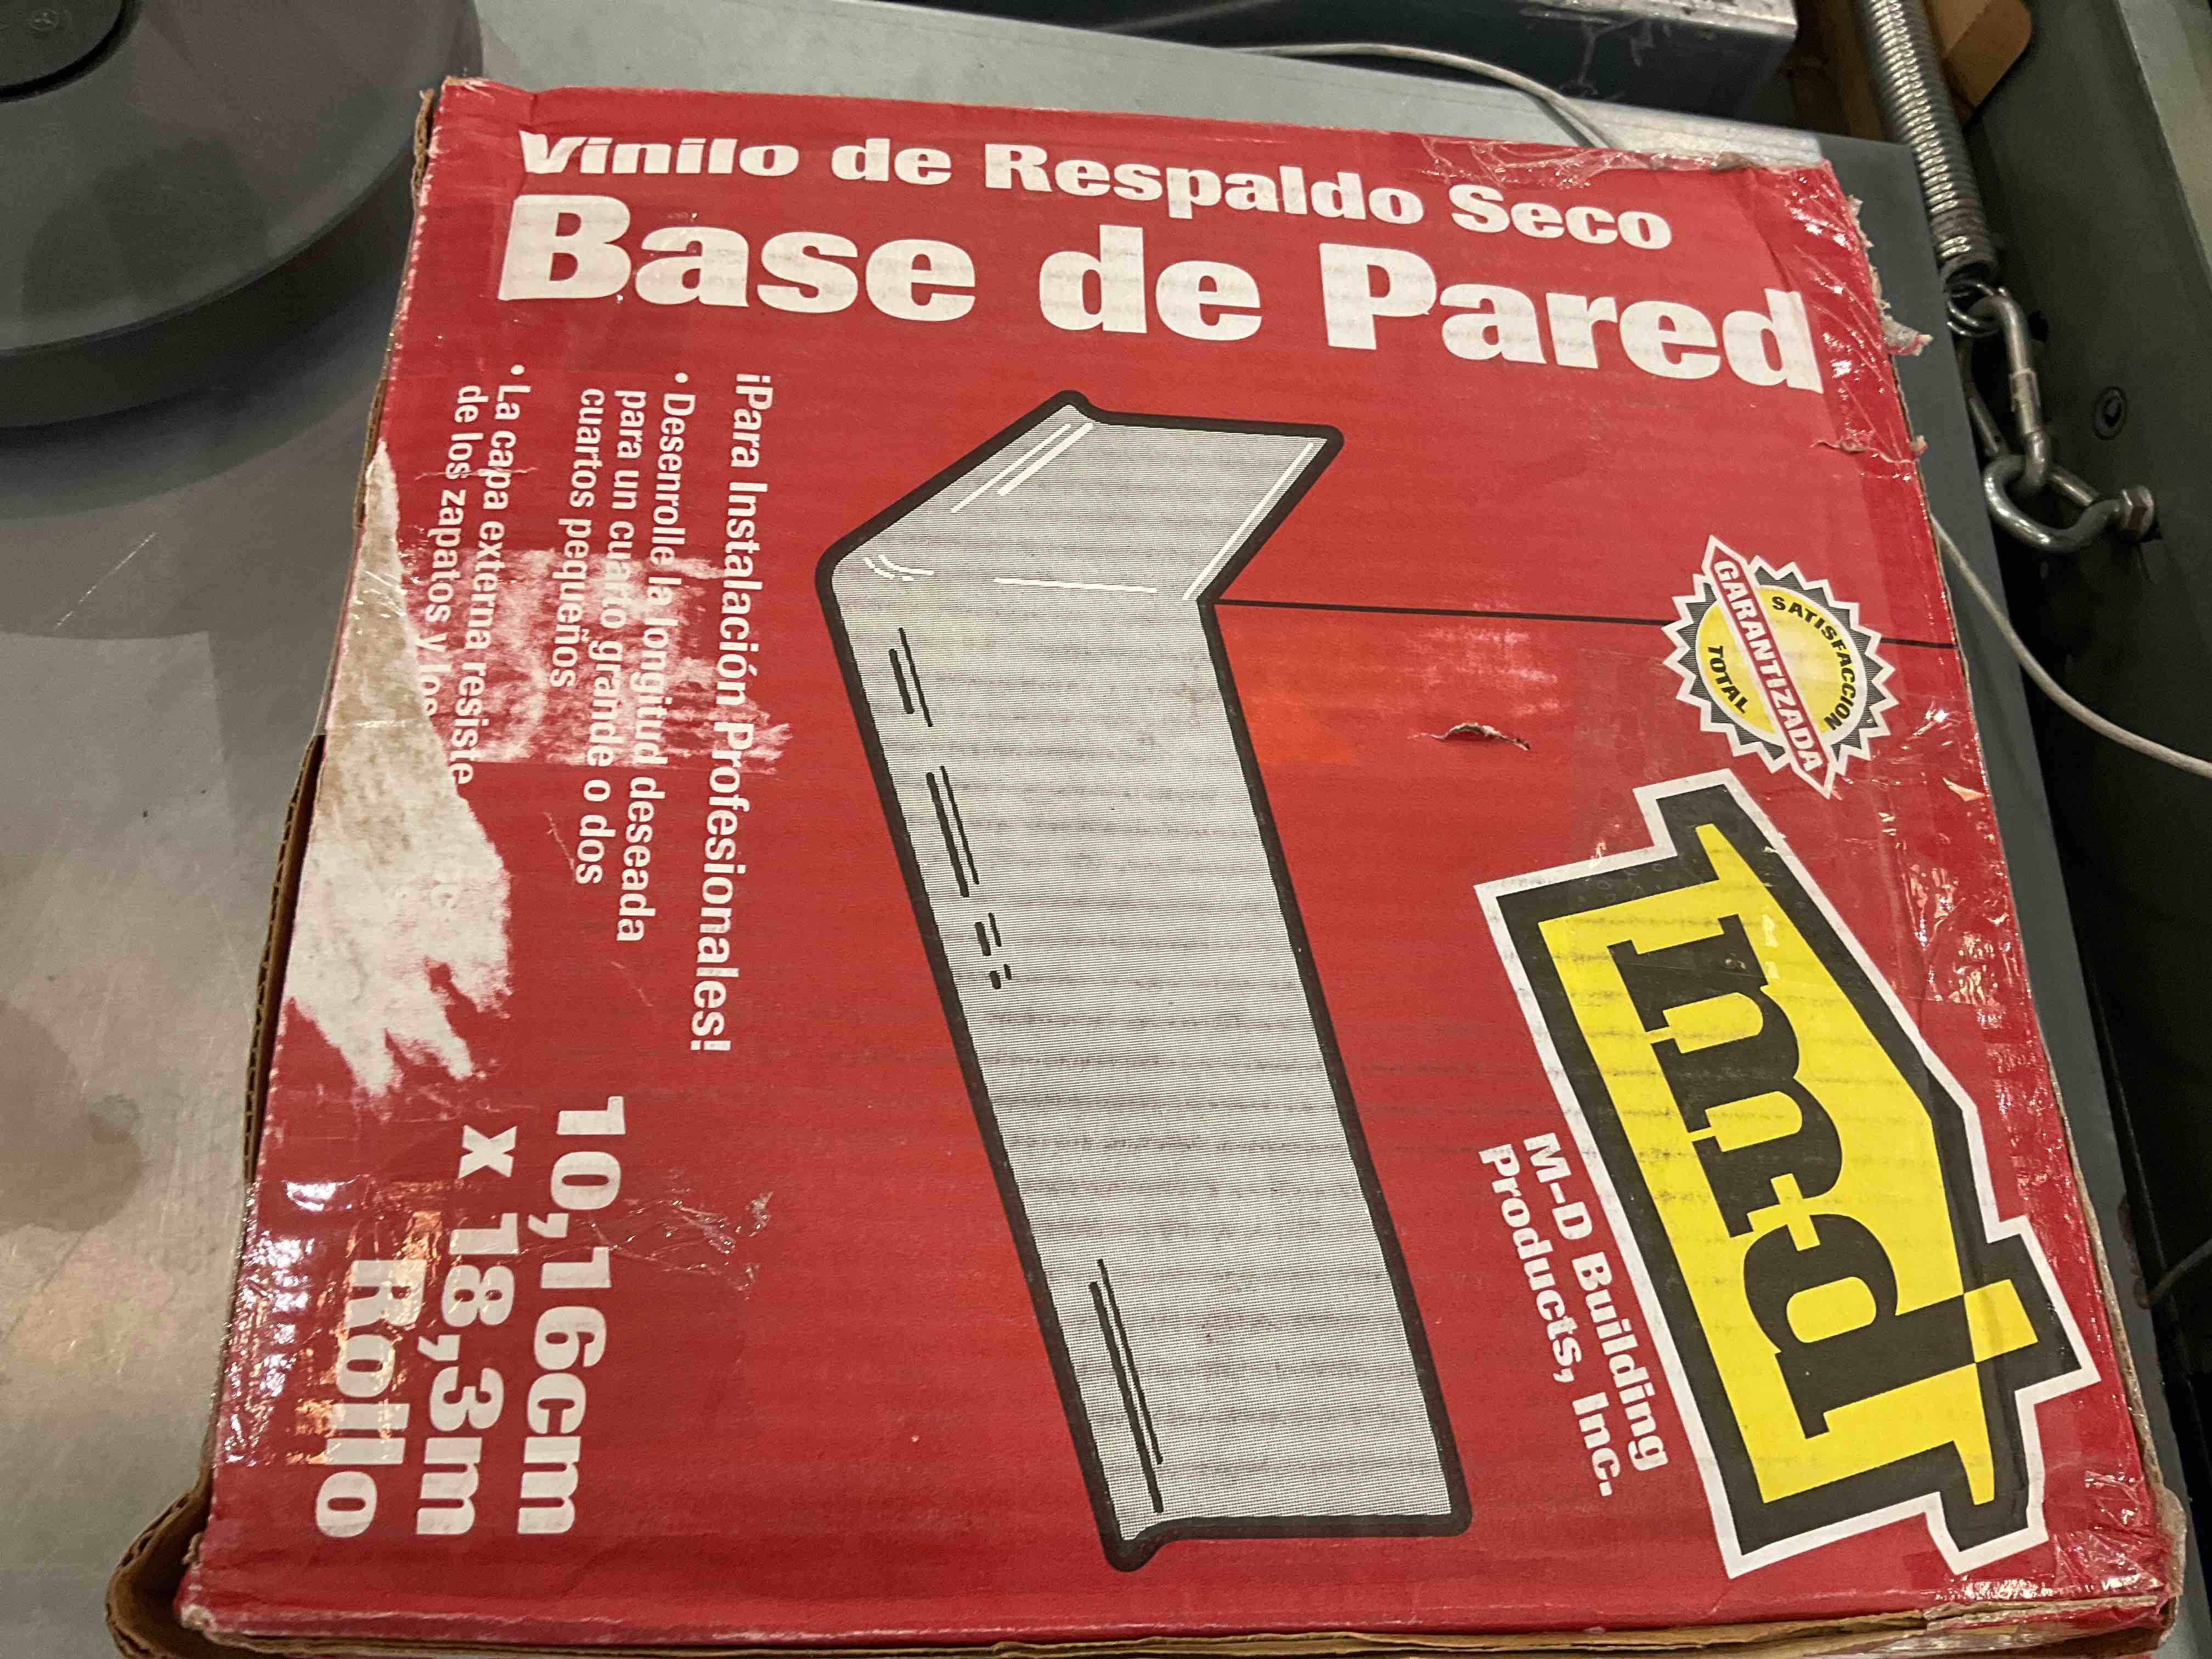 Vinilo de Respaldo Seco
Base de Pared
¡Para Instalación Profesionales!
• Desenrolle la longitud deseada
para un cuarto grande o dos
cuartos pequeños
• La capa externa resiste
de los zapatos y los
10,16cm
x 18,3m
Rollo
SATISFACCION
GARANTIZADA
TOTAL
md
M-D Building
Products, Inc.